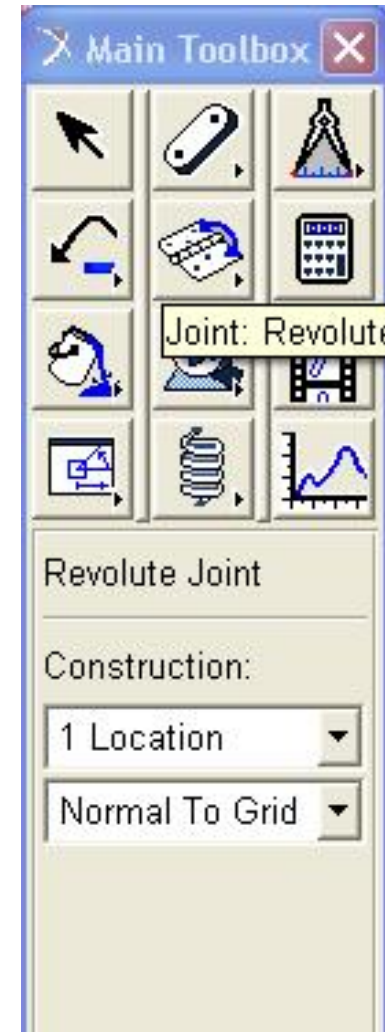 Main Toolbox
Joint: Revolute
Revolute Joint
Construction:
1 Location
Normal To Grid